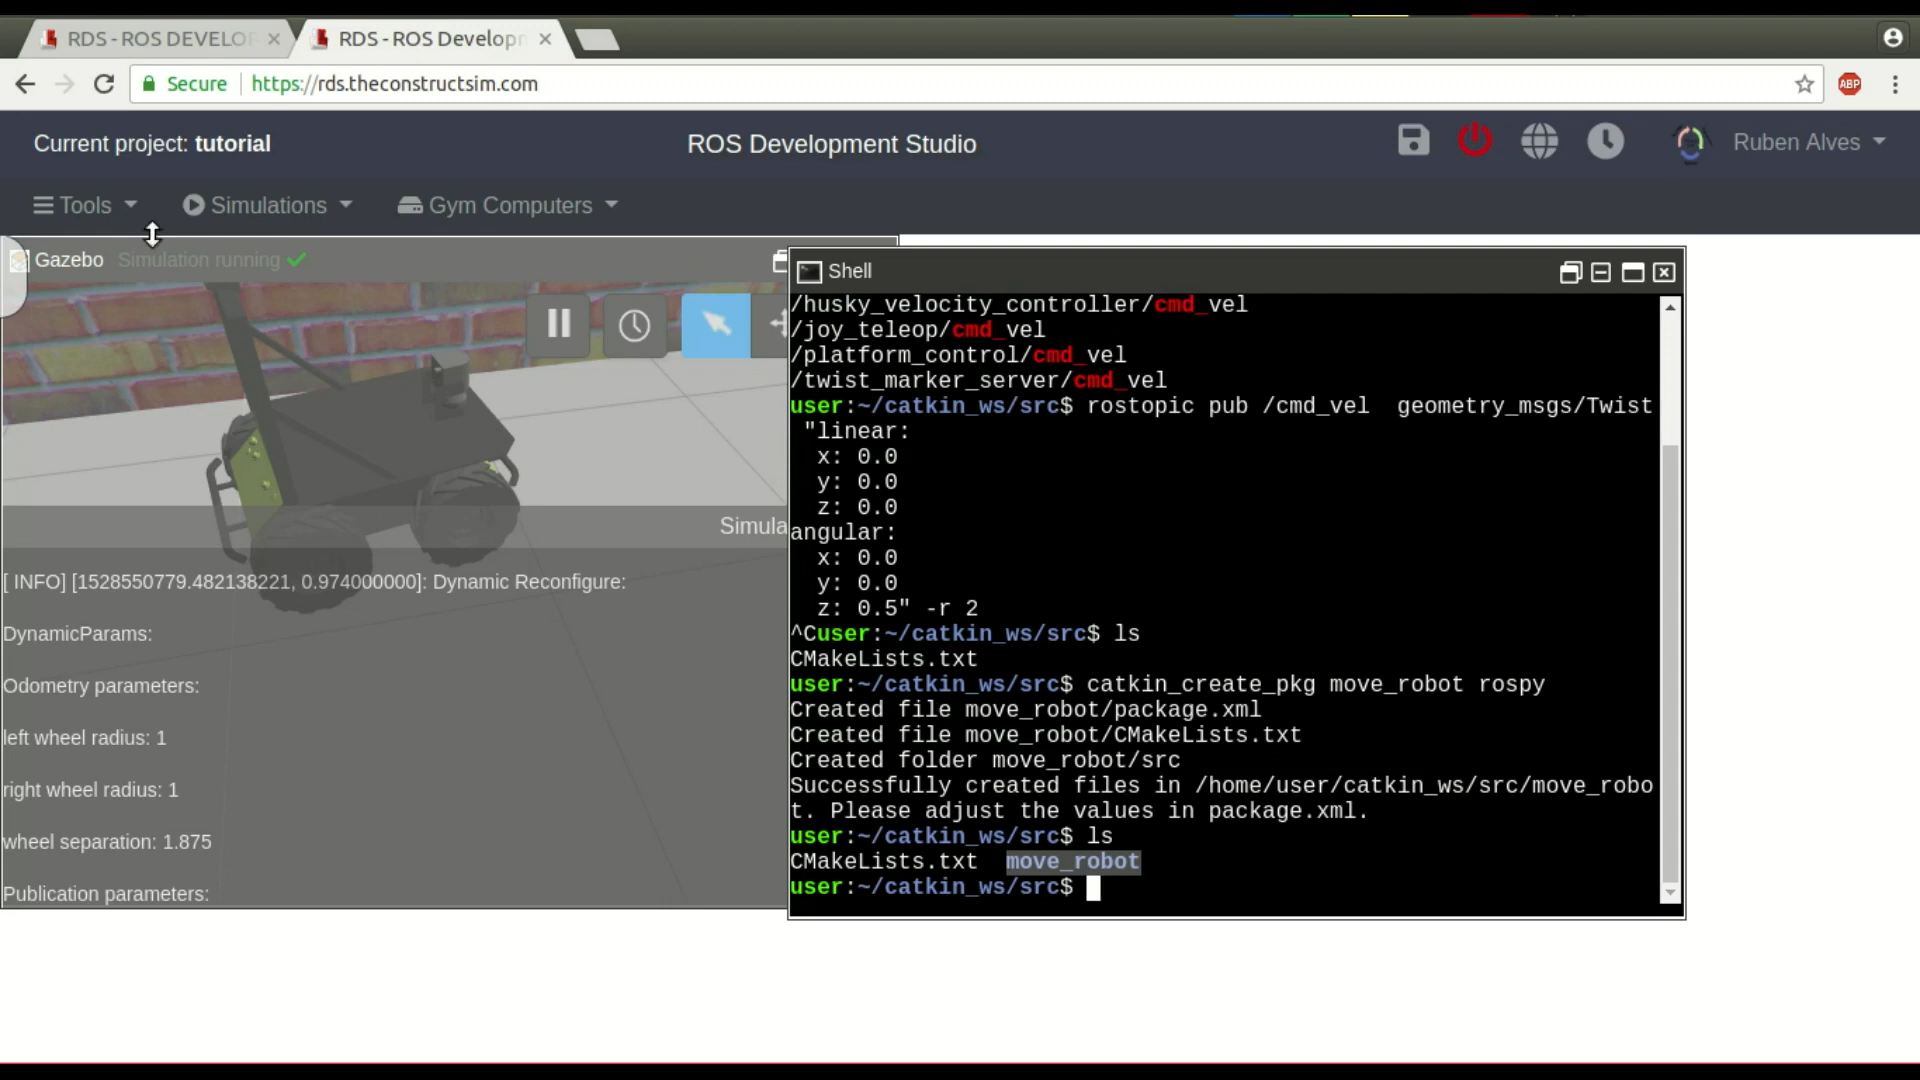 RDS - ROS DEVELO
RDS - ROS Develop
Secure
https://rds.theconstructsim.com
ABP
Current project: tutorial
ROS Development Studio
Ruben Alves
Tools
Simulations
Gym Computers
Gazebo
Simulation running
Simula
[ INFO] [1528550779.482138221, 0.974000000]: Dynamic Reconfigure:
DynamicParams:
Odometry parameters:
left wheel radius: 1
right wheel radius: 1
wheel separation: 1.875
Publication parameters:
Shell
/husky_velocity_controller/cmd_vel
/joy_teleop/cmd_vel
/platform_control/cmd_vel
/twist_marker_server/cmd_vel
user:~/catkin_ws/src$ rostopic pub /cmd_vel  geometry_msgs/Twist
 "linear:
  x: 0.0
  y: 0.0
  z: 0.0
angular:
  x: 0.0
  y: 0.0
  z: 0.5" -r 2
^Cuser:~/catkin_ws/src$ ls
CMakeLists.txt
user:~/catkin_ws/src$ catkin_create_pkg move_robot rospy
Created file move_robot/package.xml
Created file move_robot/CMakeLists.txt
Created folder move_robot/src
Successfully created files in /home/user/catkin_ws/src/move_robo
t. Please adjust the values in package.xml.
user:~/catkin_ws/src$ ls
CMakeLists.txt  move_robot
user:~/catkin_ws/src$